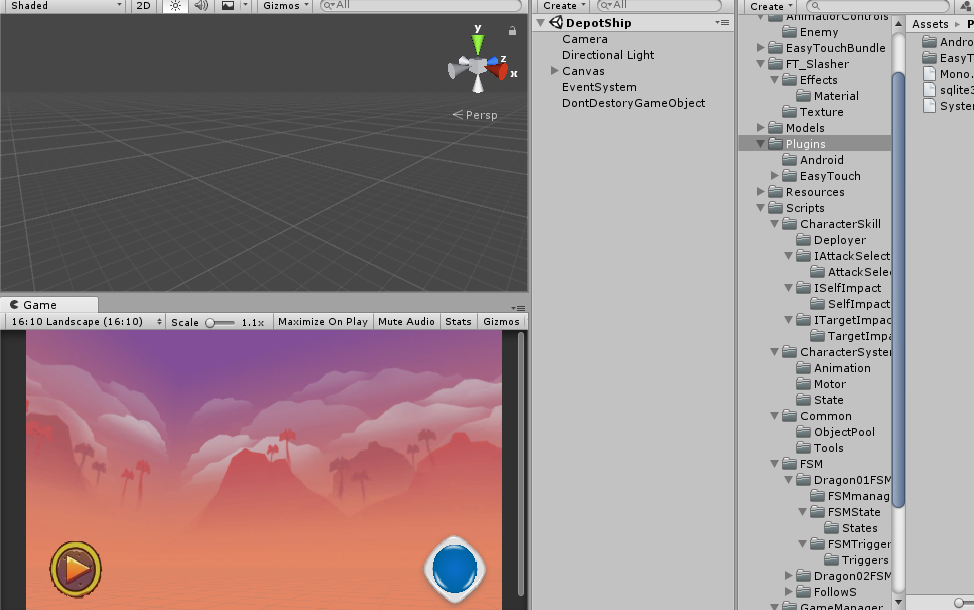 Shaded 2D Gizmos All
y
z
x
Persp
Game
16:10 Landscape (16:10) Scale 1.1x Maximize On Play Mute Audio Stats Gizmos
Create All
DepotShip
Camera
Directional Light
Canvas
EventSystem
DontDestoryGameObject
Create
AnimationControls
Enemy
EasyTouchBundle
FT_Slasher
Effects
Material
Texture
Models
Plugins
Android
EasyTouch
Resources
Scripts
CharacterSkill
Deployer
IAttackSelect
AttackSelec
ISelfImpact
SelfImpact
ITargetImpac
TargetImpa
CharacterSyster
Animation
Motor
State
Common
ObjectPool
Tools
FSM
Dragon01FSM
FSMmanag
FSMState
States
FSMTrigger
Triggers
Dragon02FSM
FollowS
GameManager
Assets P
Andro
EasyT
Mono.
sqlite3
System